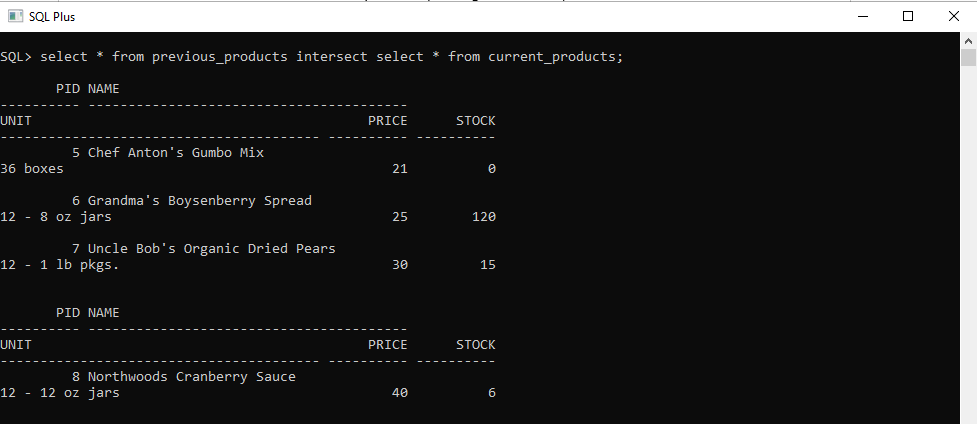 SQL Plus
SQL> select * from previous_products intersect select * from current_products;
       PID NAME
---------- ----------------------------------------
UNIT                                          PRICE      STOCK
---------------------------------------- ---------- ----------
         5 Chef Anton's Gumbo Mix
36 boxes                                         21          0
         6 Grandma's Boysenberry Spread
12 - 8 oz jars                                   25        120
         7 Uncle Bob's Organic Dried Pears
12 - 1 lb pkgs.                                  30         15
       PID NAME
---------- ----------------------------------------
UNIT                                          PRICE      STOCK
---------------------------------------- ---------- ----------
         8 Northwoods Cranberry Sauce
12 - 12 oz jars                                  40          6